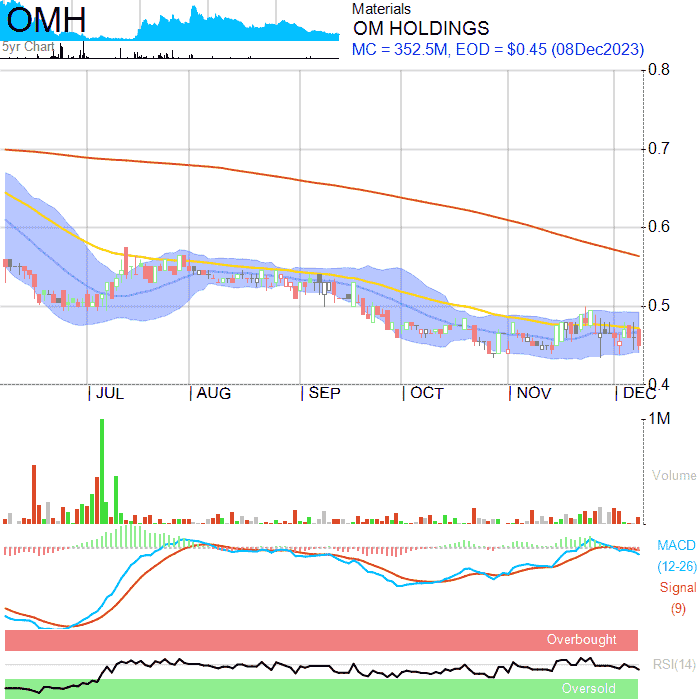 OMH
5yr Chart
Materials
OM HOLDINGS
MC = 352.5M, EOD = $0.45 (08Dec2023)
0.8
0.7
0.6
0.5
0.4
JUL
AUG
SEP
OCT
NOV
DEC
1M
Volume
MACD
(12-26)
Signal
(9)
Overbought
RSI(14)
Oversold